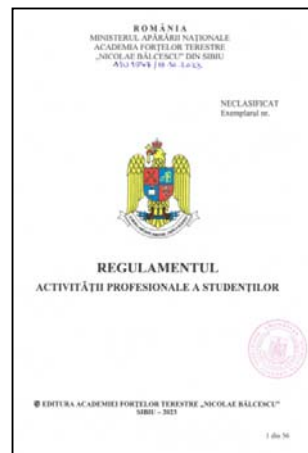 ROMÂNIA
MINISTERUL APĂRĂRII NAȚIONALE
ACADEMIA FORȚELOR TERESTRE
„NICOLAE BĂLCESCU” DIN SIBIU
NECLASIFICAT
Exemplarul nr.
REGULAMENTUL
ACTIVITĂȚII PROFESIONALE A STUDENȚILOR
EDITURA ACADEMIEI FORȚELOR TERESTRE „NICOLAE BĂLCESCU”
SIBIU – 2023
1 din 56